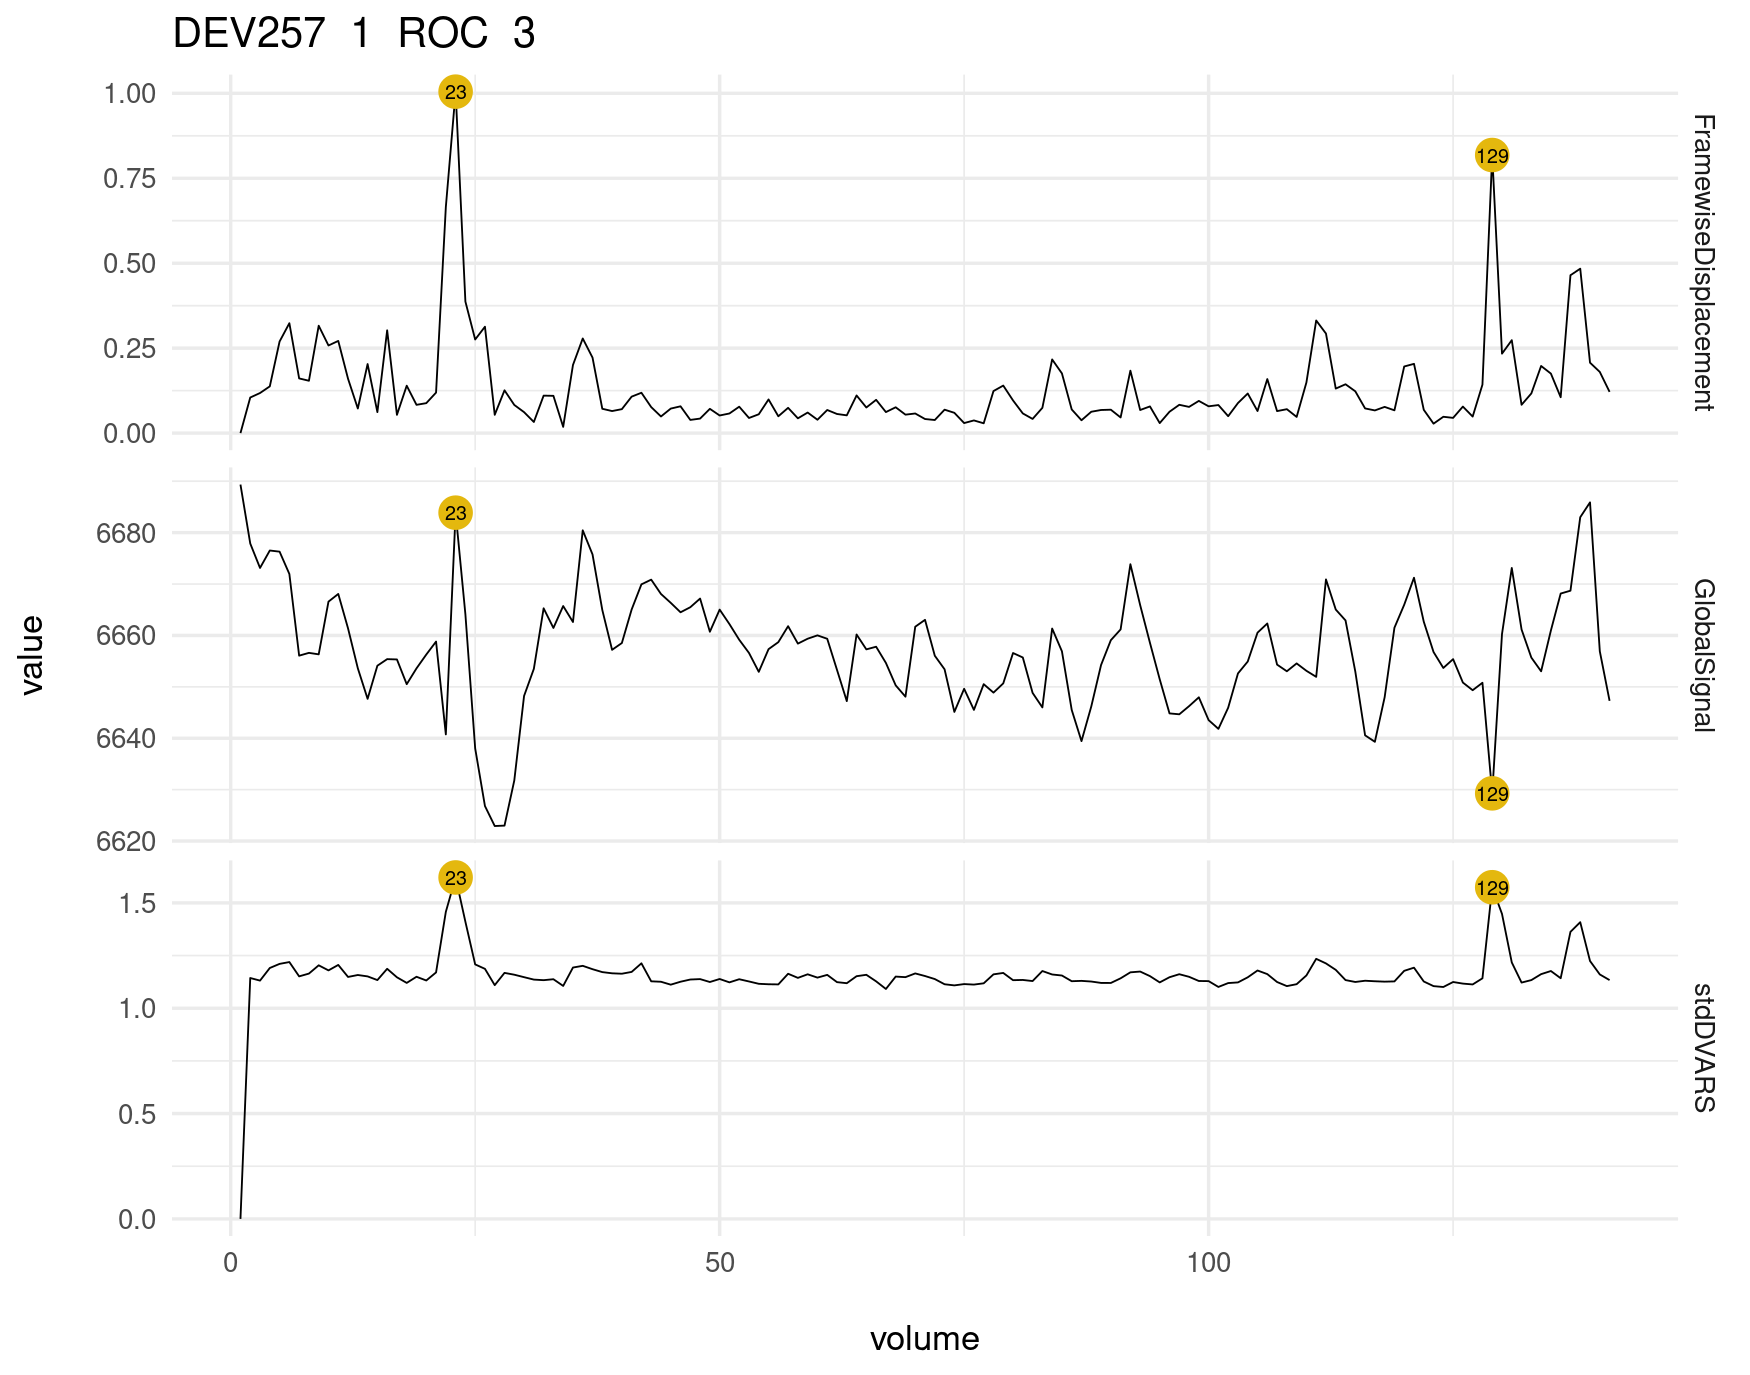 DEV257 1 ROC 3
1.00
0.75
0.50
0.25
0.00
23
129
FramewiseDisplacement
6680
6660
6640
6620
23
129
GlobalSignal
1.5
1.0
0.5
0.0
23
129
stdDVARS
0 50 100
volume
value